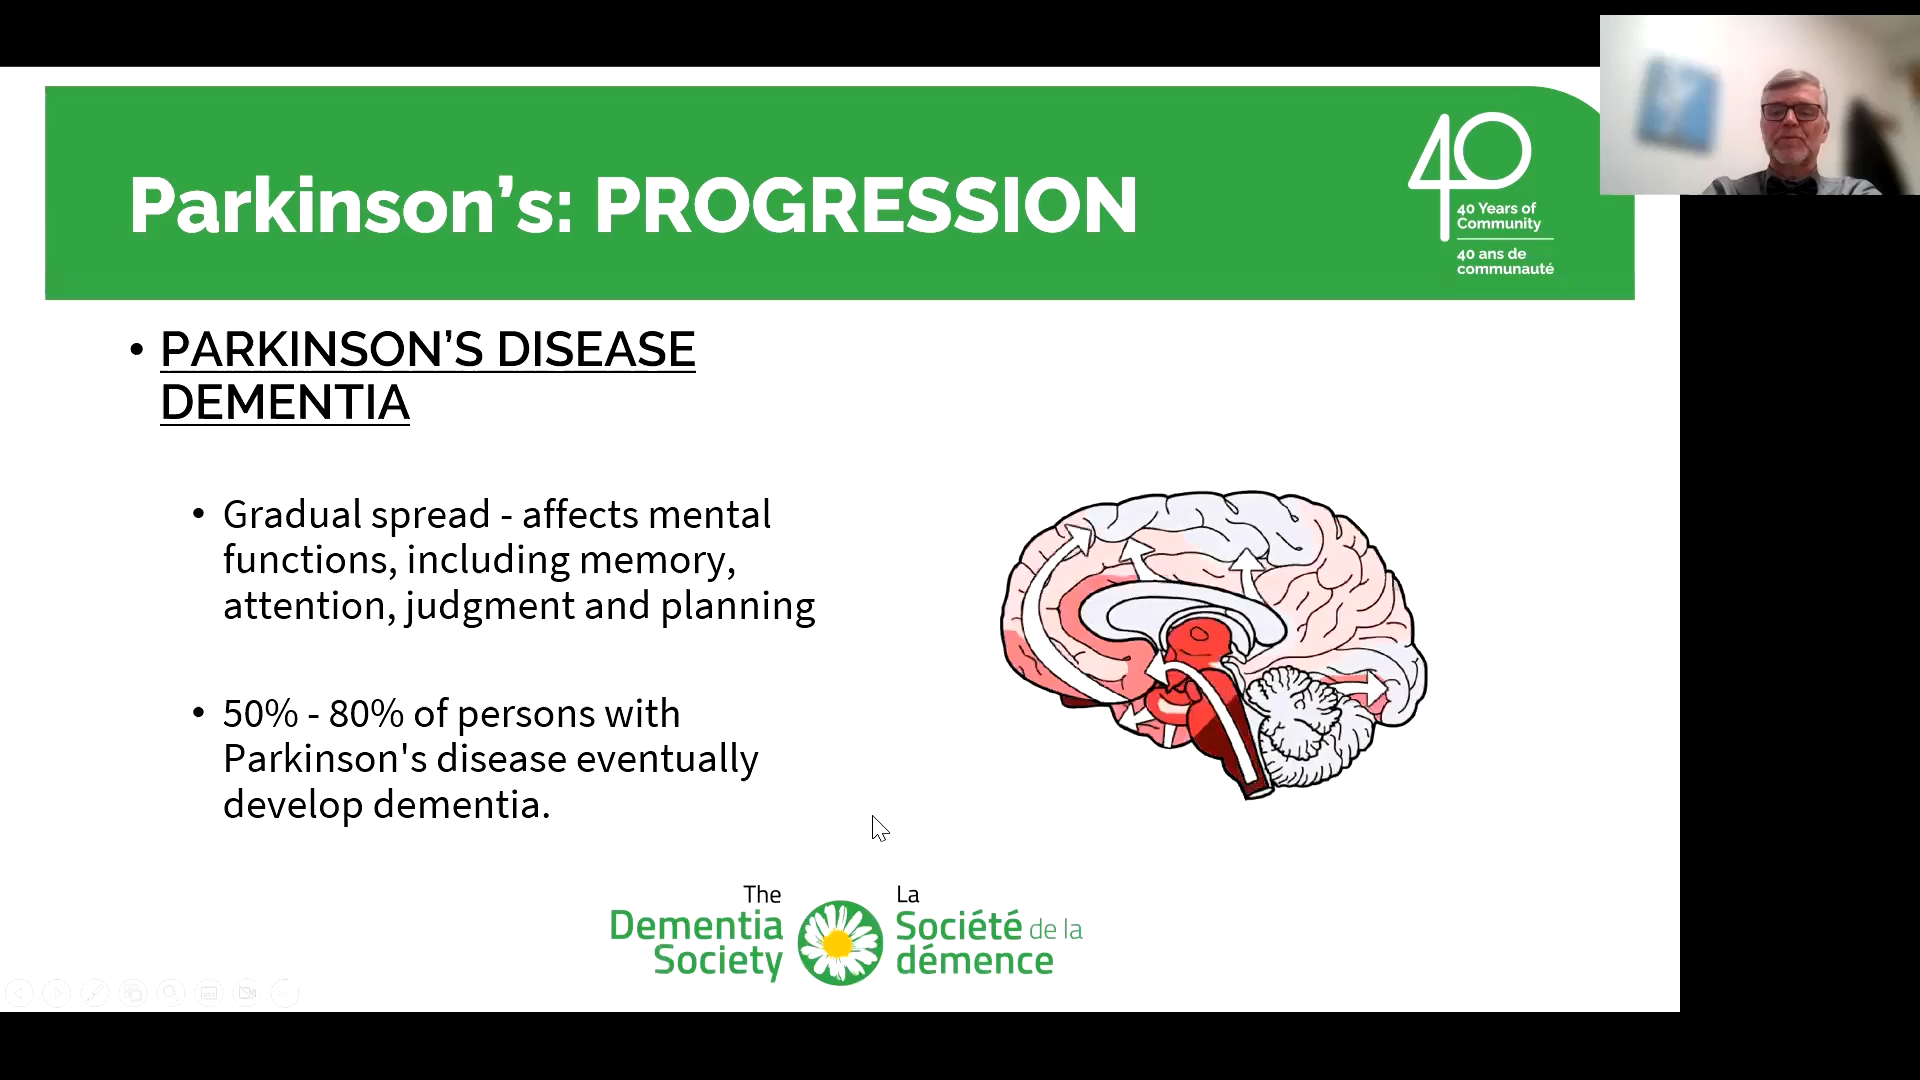 Parkinson’s: PROGRESSION
40
40 Years of
Community
40 ans de
communauté
• PARKINSON’S DISEASE
DEMENTIA
• Gradual spread - affects mental
functions, including memory,
attention, judgment and planning
• 50% - 80% of persons with
Parkinson's disease eventually
develop dementia.
The
Dementia
Society
La
Société de la
démence